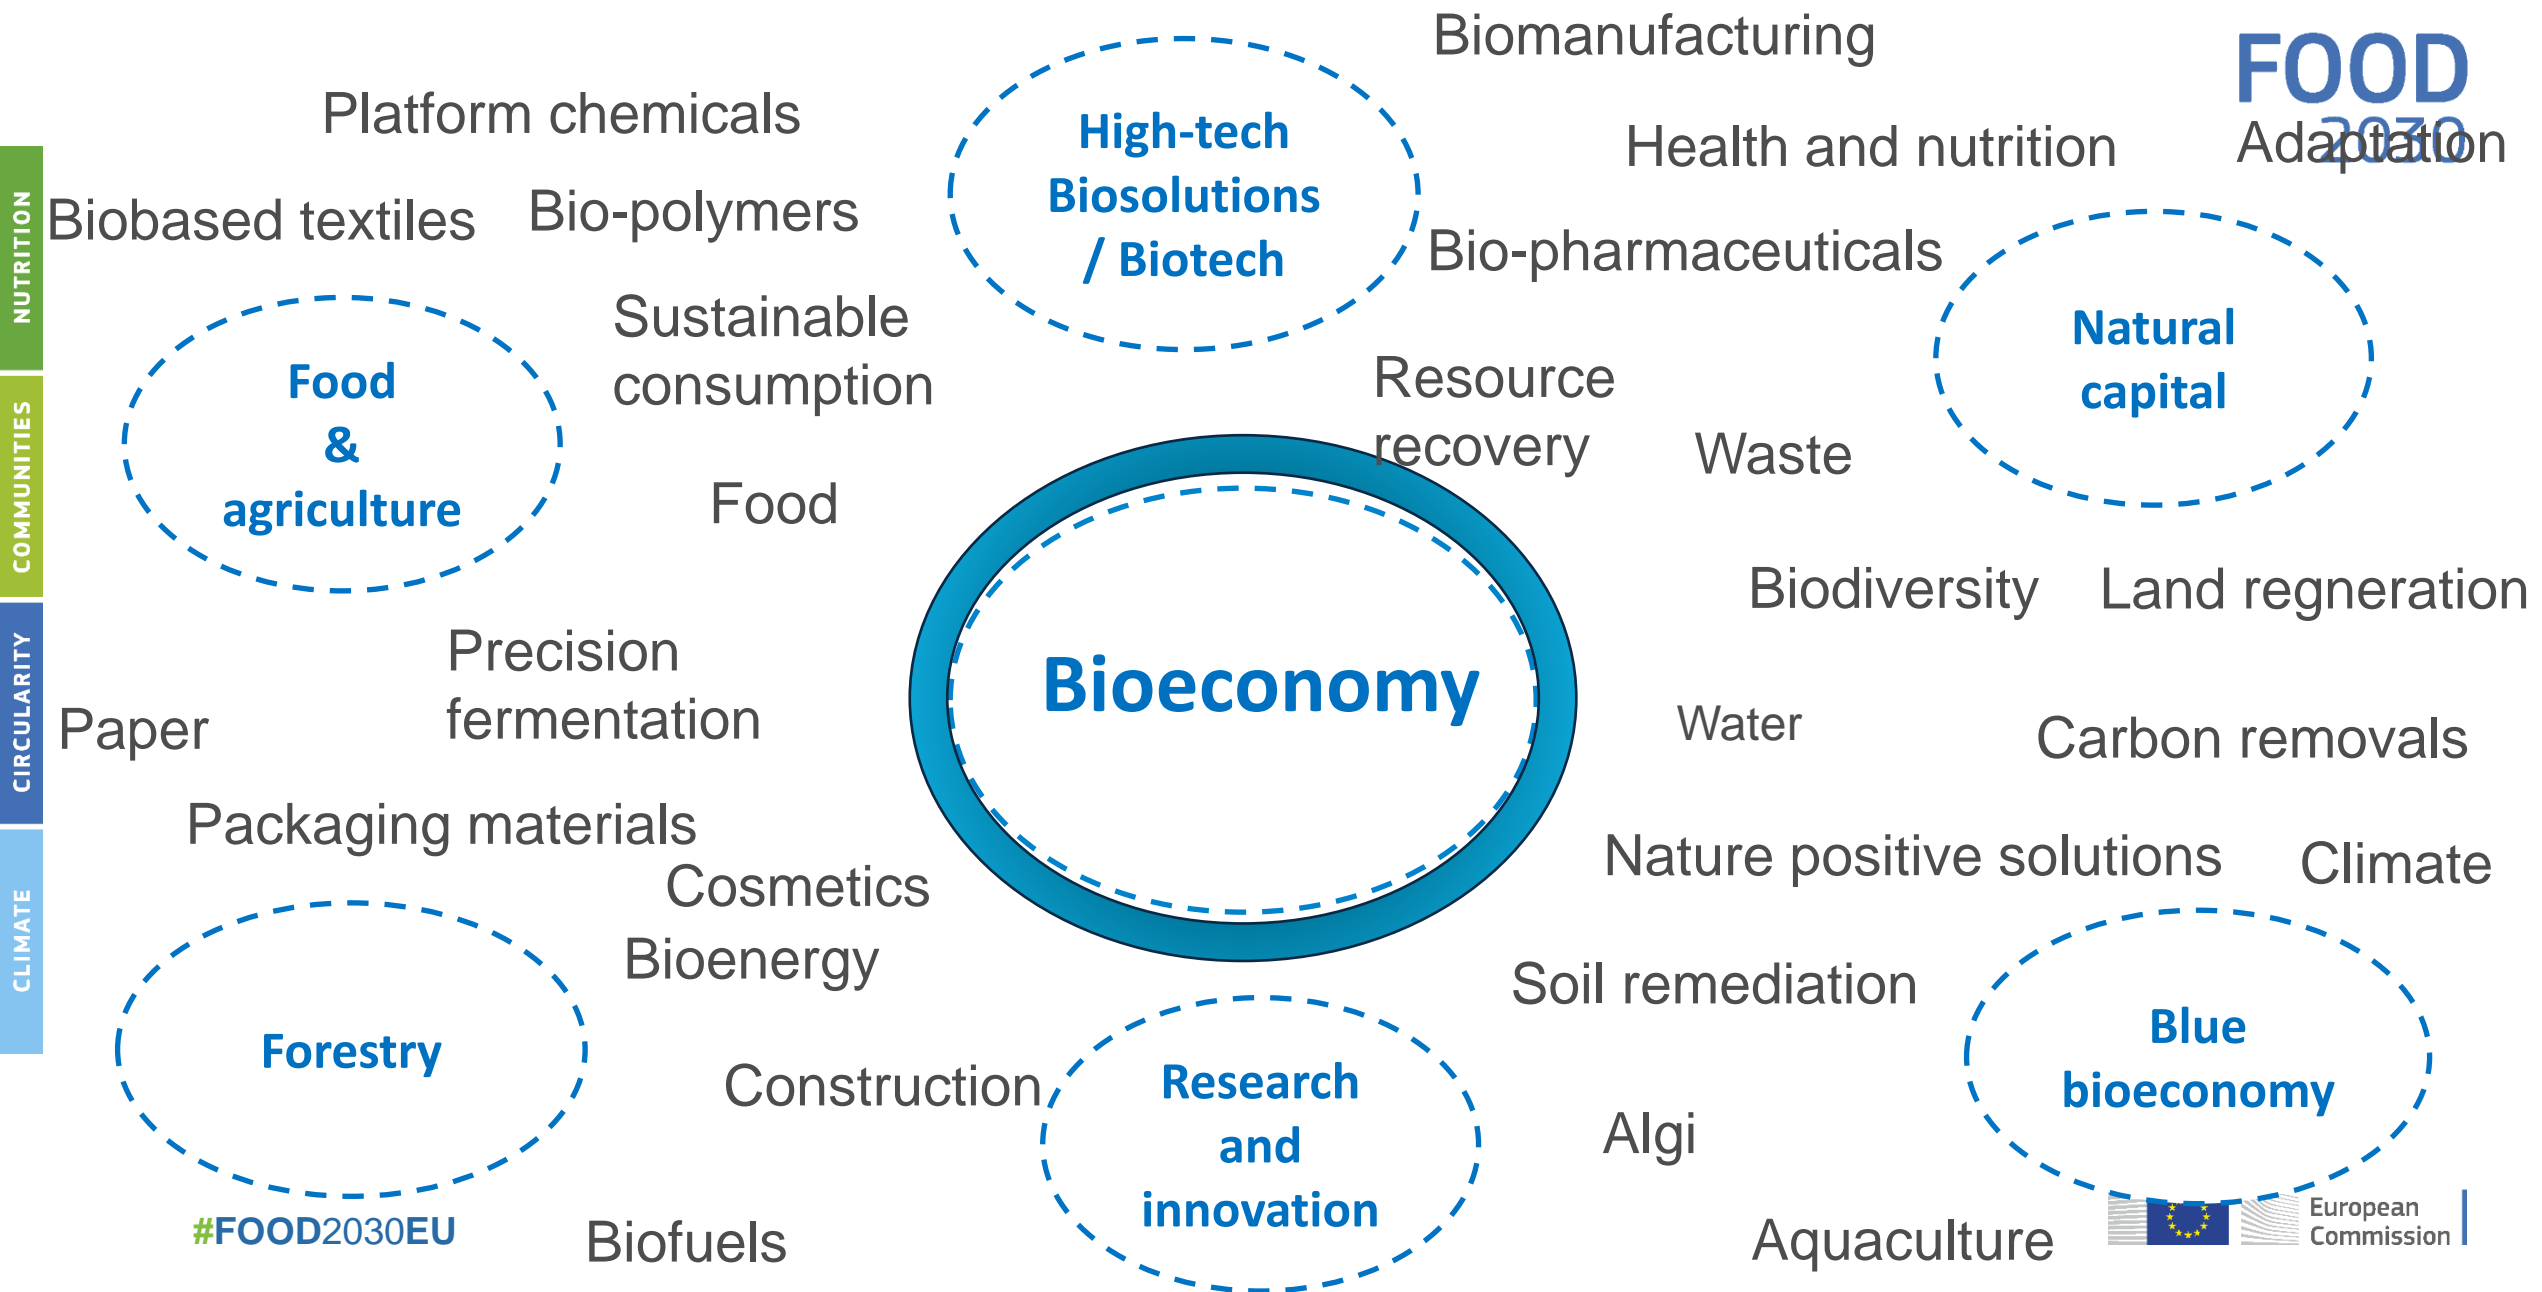 Biomanufacturing
FOOD
2030
Platform chemicals
High-tech
Biosolutions
/ Biotech
Health and nutrition
Adaptation
NUTRITION
Biobased textiles
Bio-polymers
Bio-pharmaceuticals
Sustainable
consumption
Natural
capital
Food
&
agriculture
Resource
recovery
Waste
COMMUNITIES
Food
Biodiversity
Land regneration
Precision
fermentation
Bioeconomy
CIRCULARITY
Paper
Water
Carbon removals
Packaging materials
Nature positive solutions
Climate
Cosmetics
CLIMATE
Bioenergy
Soil remediation
Forestry
Construction
Research
and
innovation
Blue
bioeconomy
Algi
#FOOD2030EU
Biofuels
Aquaculture
European
Commission